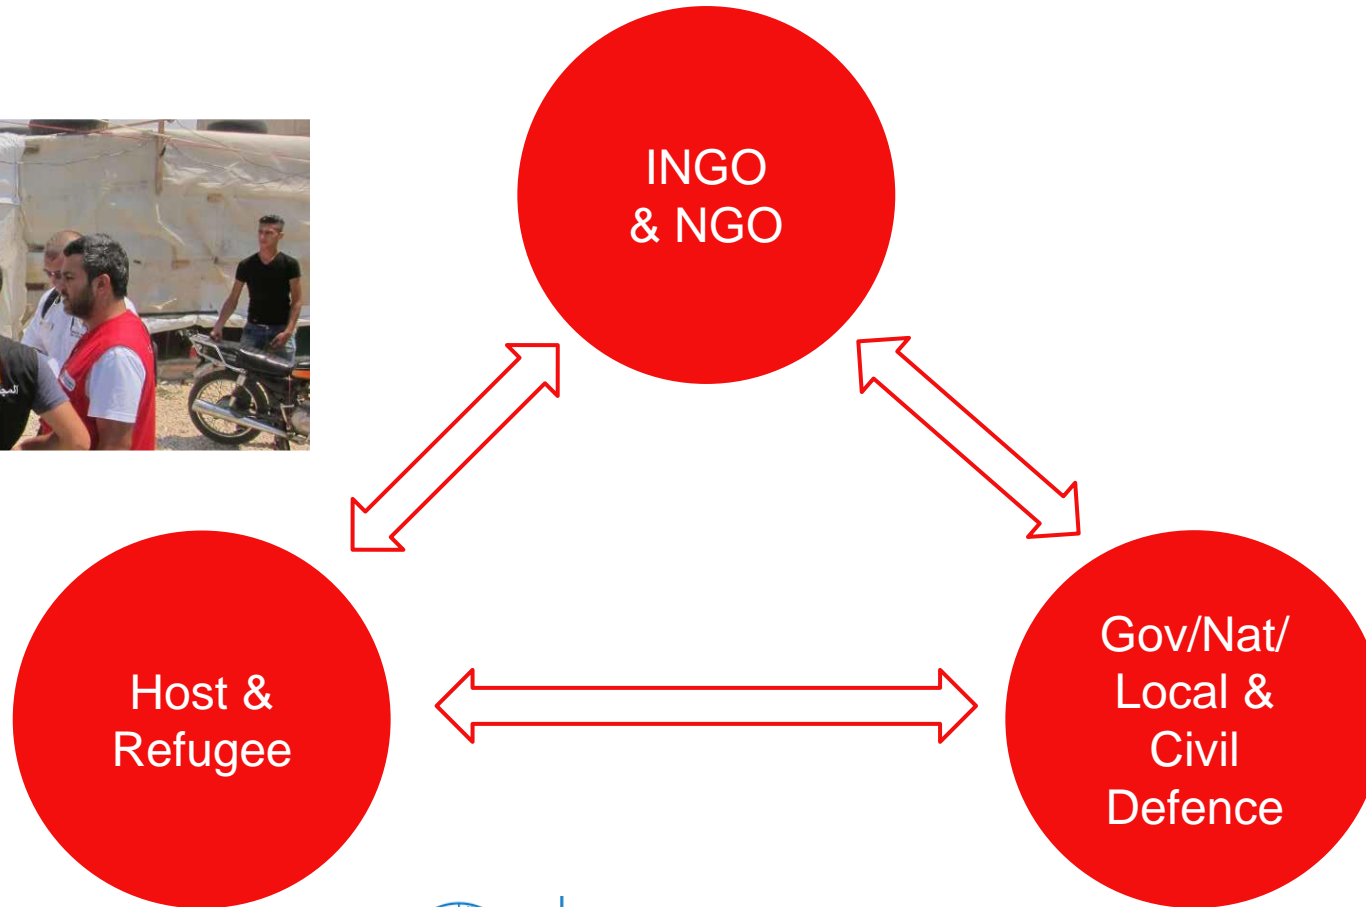 INGO
& NGO
Host &
Refugee
Gov/Nat/
Local &
Civil
Defence